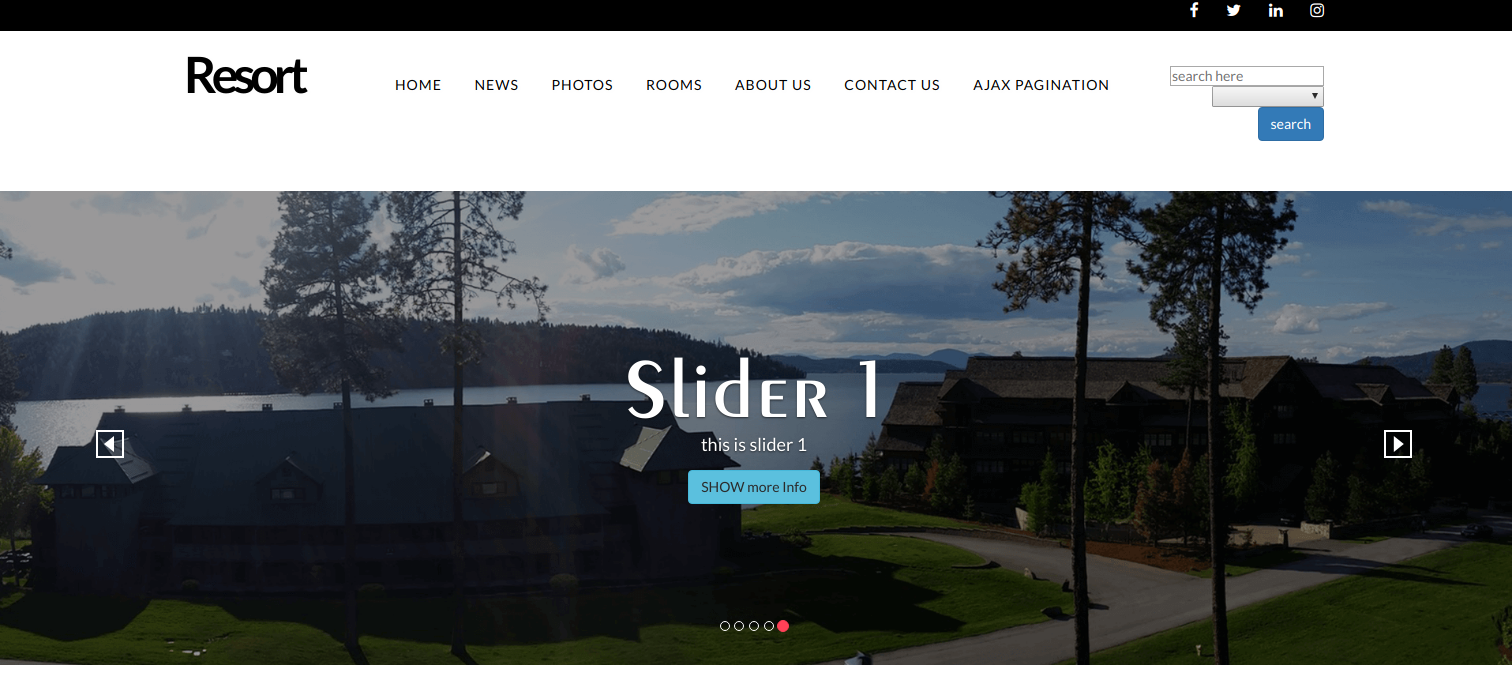 Resort
HOME NEWS PHOTOS ROOMS ABOUT US CONTACT US AJAX PAGINATION
search here
search
Slider 1
this is slider 1
SHOW more Info